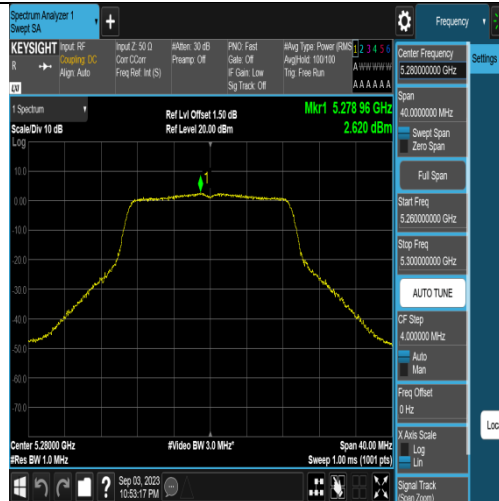 Spectrum Analyzer 1
Swept SA
+
Frequency
KEYSIGHT
R
LXI
Input: RF
Coupling: DC
Align: Auto
Input Z: 50 Ω
Corr CCorr
Freq Ref: Int (S)
#Atten: 30 dB
Preamp: Off
PNO: Fast
Gate: Off
IF Gain: Low
Sig Track: Off
#Avg Type: Power (RMS
Avg|Hold: 100/100
Trig: Free Run
1 2 3 4 5 6
A W W W W W
A A A A A A
1 Spectrum
Scale/Div 10 dB
Log
Ref Lvl Offset 1.50 dB
Ref Level 20.00 dBm
Mkr1 5.278 96 GHz
2.620 dBm
1
10.0
0.00
-10.0
-20.0
-30.0
-40.0
-50.0
-60.0
-70.0
Center 5.28000 GHz
#Res BW 1.0 MHz
#Video BW 3.0 MHz*
Span 40.00 MHz
Sweep 1.00 ms (1001 pts)
Sep 03, 2023
10:53:17 PM
?
Center Frequency
5.280000000 GHz
Settings
Span
40.0000000 MHz
Swept Span
Zero Span
Full Span
Start Freq
5.260000000 GHz
Stop Freq
5.300000000 GHz
AUTO TUNE
CF Step
4.000000 MHz
Auto
Man
Freq Offset
0 Hz
X Axis Scale
Log
Lin
Loc
Signal Track
(Span Zoom)